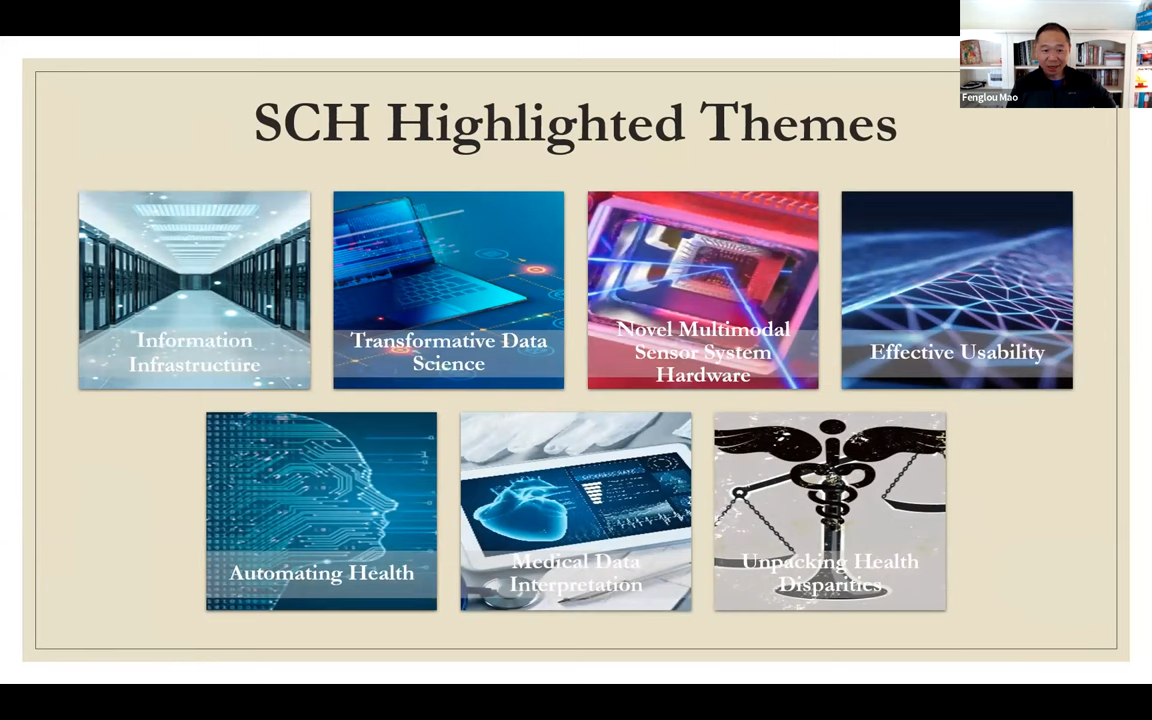 Fenglou Mao
SCH Highlighted Themes
Information
Infrastructure
Transformative Data
Science
Novel Multimodal
Sensor System
Hardware
Effective Usability
Automating Health
Medical Data
Interpretation
Unpacking Health
Disparities